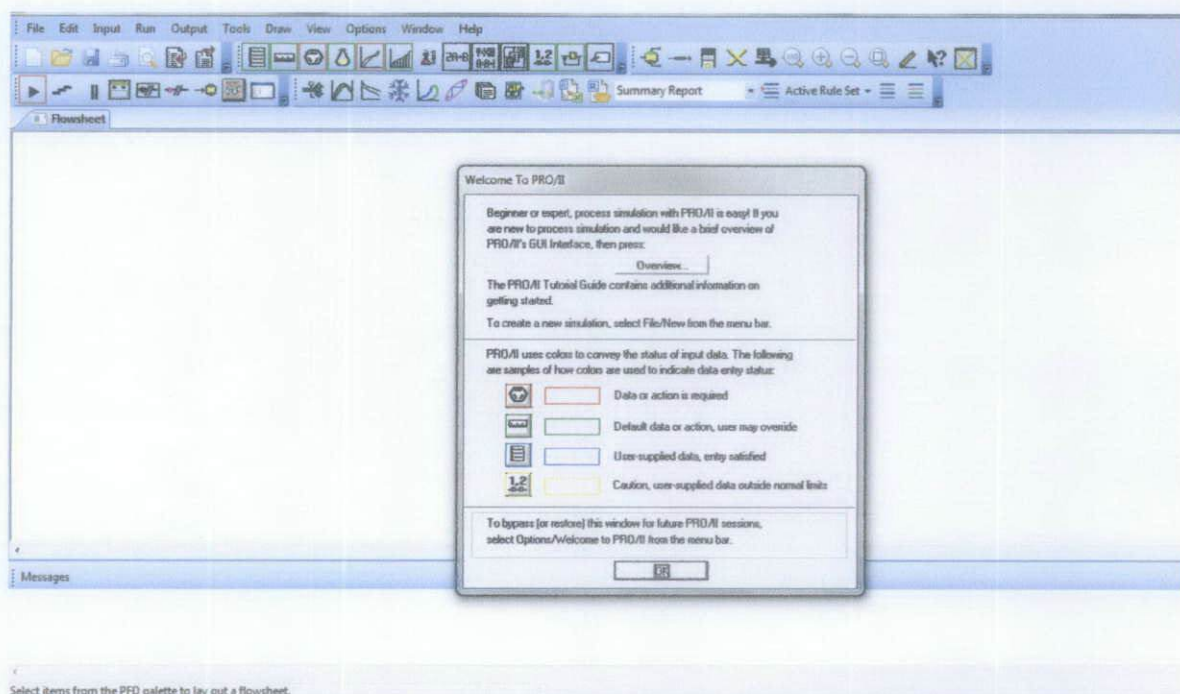 File Edit Input Run Output Tools Draw View Options Window Help
1.2
Summary Report Active Rule Set
Flowsheet
Welcome To PRO/II
Beginner or expert, process simulation with PRO/II is easy! If you
are new to process simulation and would like a brief overview of
PRO/II's GUI Interface, then press:
Overview...
The PRO/II Tutorial Guide contains additional information on
getting started.
To create a new simulation, select File/New from the menu bar.
PRO/II uses colors to convey the status of input data. The following
are samples of how colors are used to indicate data entry status:
Data or action is required
Default data or action, user may override
User-supplied data, entry satisfied
1.2 Caution, user-supplied data outside normal limits
To bypass (or restore) this window for future PRO/II sessions,
select Options/Welcome to PRO/II from the menu bar.
OK
Messages
Select items from the PFD palette to lay out a flowsheet.